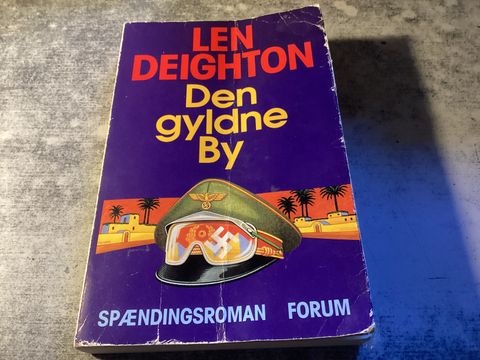 LEN
DEIGHTON
Den
gyldne
By
SPÆNDINGSROMAN FORUM